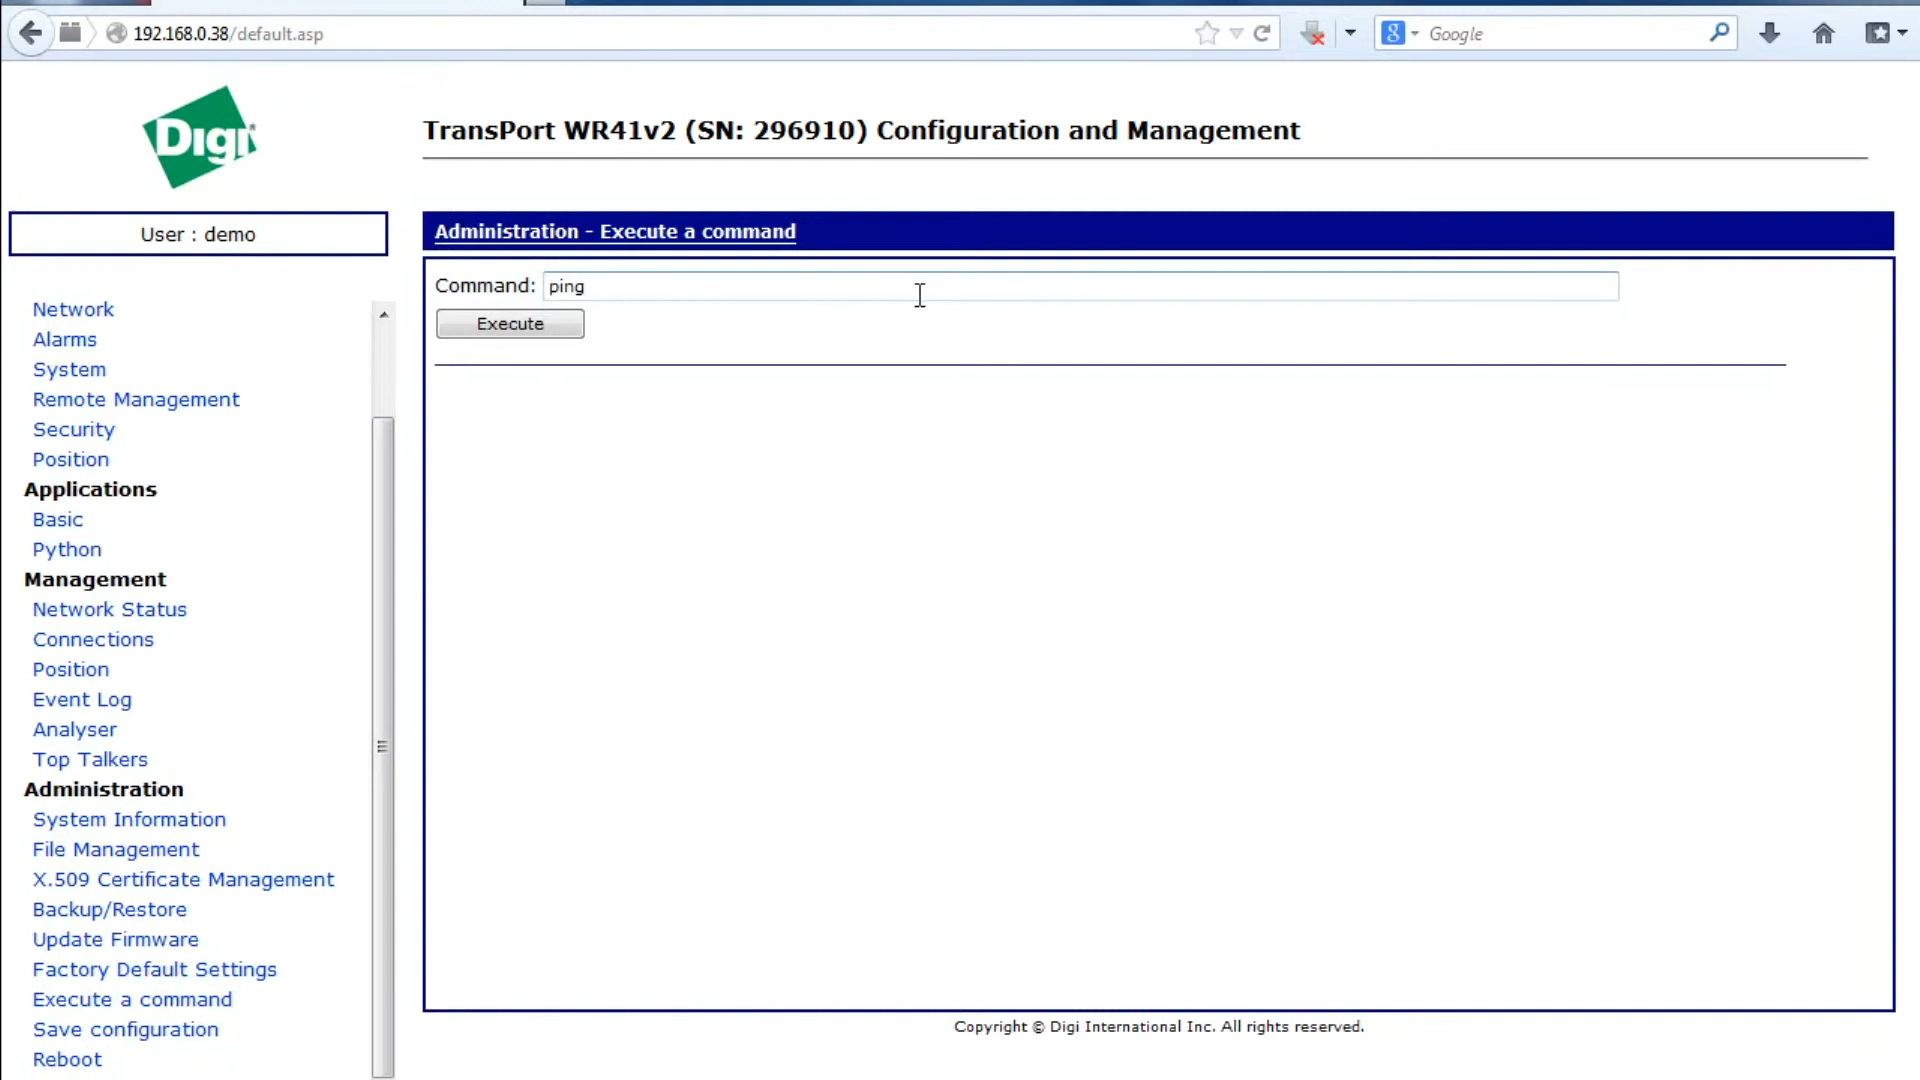 192.168.0.38/default.asp
Google
Digi
TransPort WR41v2 (SN: 296910) Configuration and Management
User : demo
Administration - Execute a command
Command: ping
Execute
Network
Alarms
System
Remote Management
Security
Position
Applications
Basic
Python
Management
Network Status
Connections
Position
Event Log
Analyser
Top Talkers
Administration
System Information
File Management
X.509 Certificate Management
Backup/Restore
Update Firmware
Factory Default Settings
Execute a command
Save configuration
Reboot
Copyright © Digi International Inc. All rights reserved.